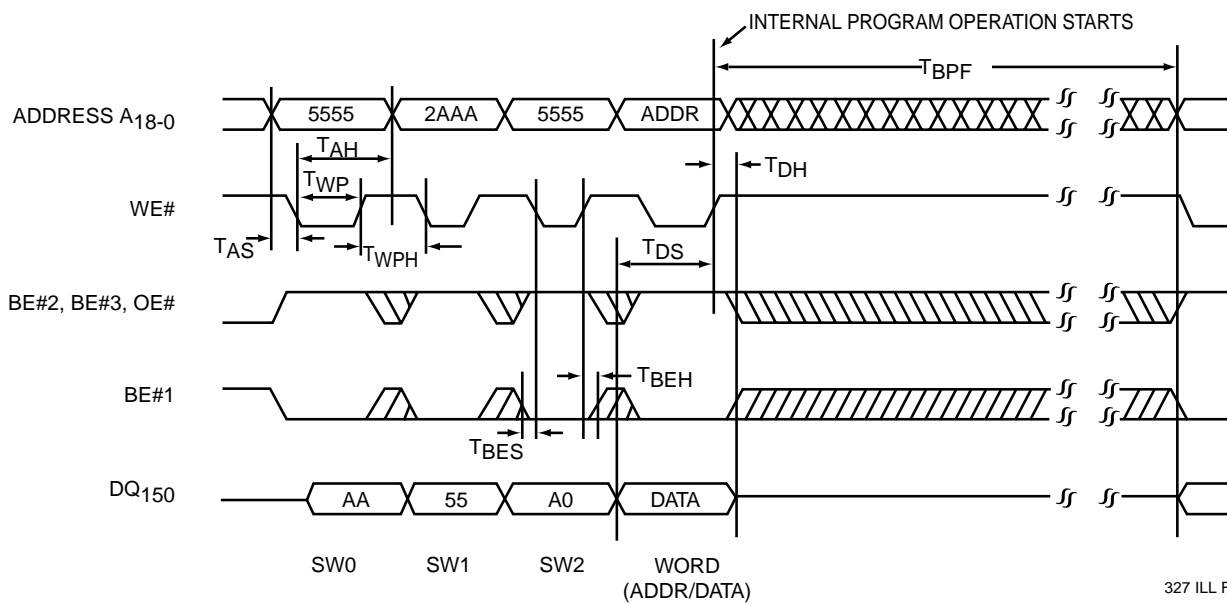 INTERNAL PROGRAM OPERATION STARTS
TBPF
ADDRESS A18-0
5555
2AAA
5555
ADDR
TAH
TDH
TWP
WE#
TAS
TWPH
TDS
BE#2, BE#3, OE#
TBEH
BE#1
TBES
DQ150
AA
55
A0
DATA
SW0
SW1
SW2
WORD
(ADDR/DATA)
327 ILL F